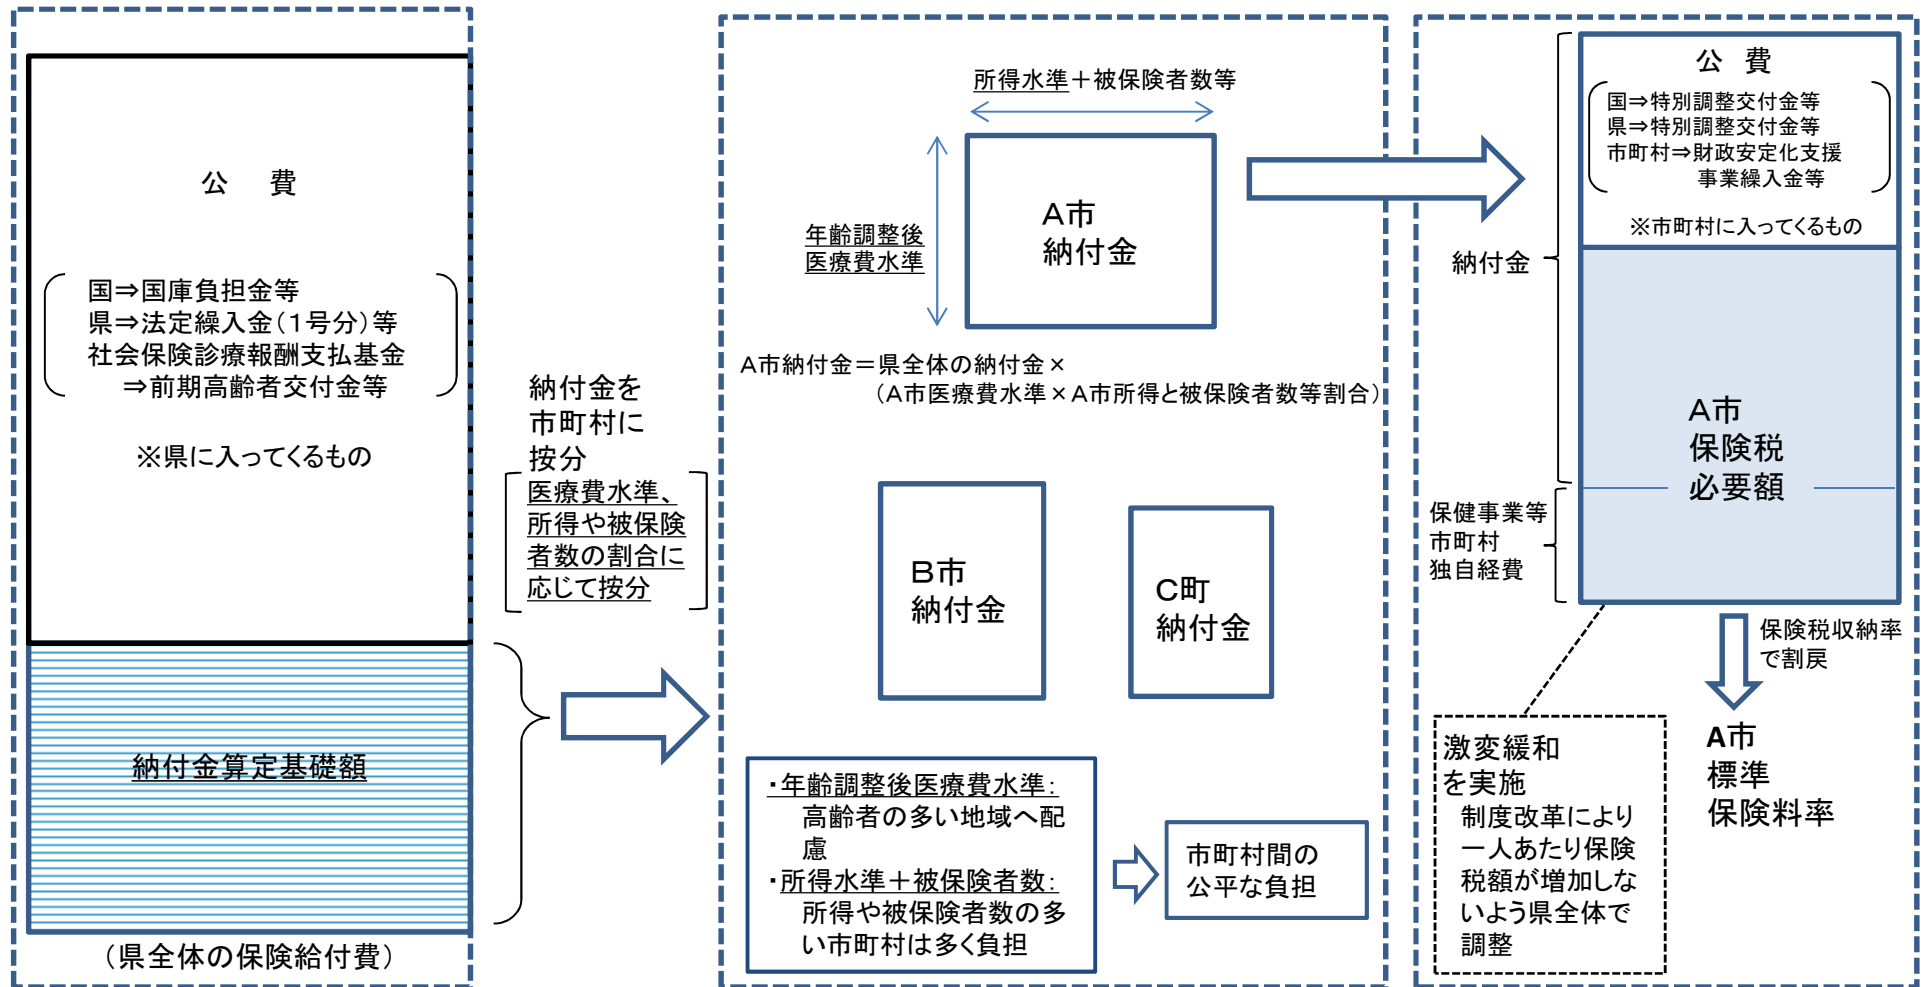 公　費
国⇒国庫負担金等
県⇒法定繰入金(１号分)等
社会保険診療報酬支払基金
⇒前期高齢者交付金等
※県に入ってくるもの
納付金算定基礎額
(県全体の保険給付費)
納付金を
市町村に
按分
医療費水準、
所得や被保険
者数の割合に
応じて按分
所得水準＋被保険者数等
年齢調整後
医療費水準
Ａ市
納付金
Ａ市納付金＝県全体の納付金×
(Ａ市医療費水準×Ａ市所得と被保険者数等割合)
Ｂ市
納付金
Ｃ町
納付金
・年齢調整後医療費水準：
高齢者の多い地域へ配
慮
・所得水準＋被保険者数：
所得や被保険者数の多
い市町村は多く負担
市町村間の
公平な負担
公　費
国⇒特別調整交付金等
県⇒特別調整交付金等
市町村⇒財政安定化支援
事業繰入金等
※市町村に入ってくるもの
納付金
Ａ市
保険税
必要額
保健事業等
市町村
独自経費
保険税収納率
で割戻
激変緩和
を実施
制度改革により
一人あたり保険
税額が増加しな
いよう県全体で
調整
A市
標準
保険料率